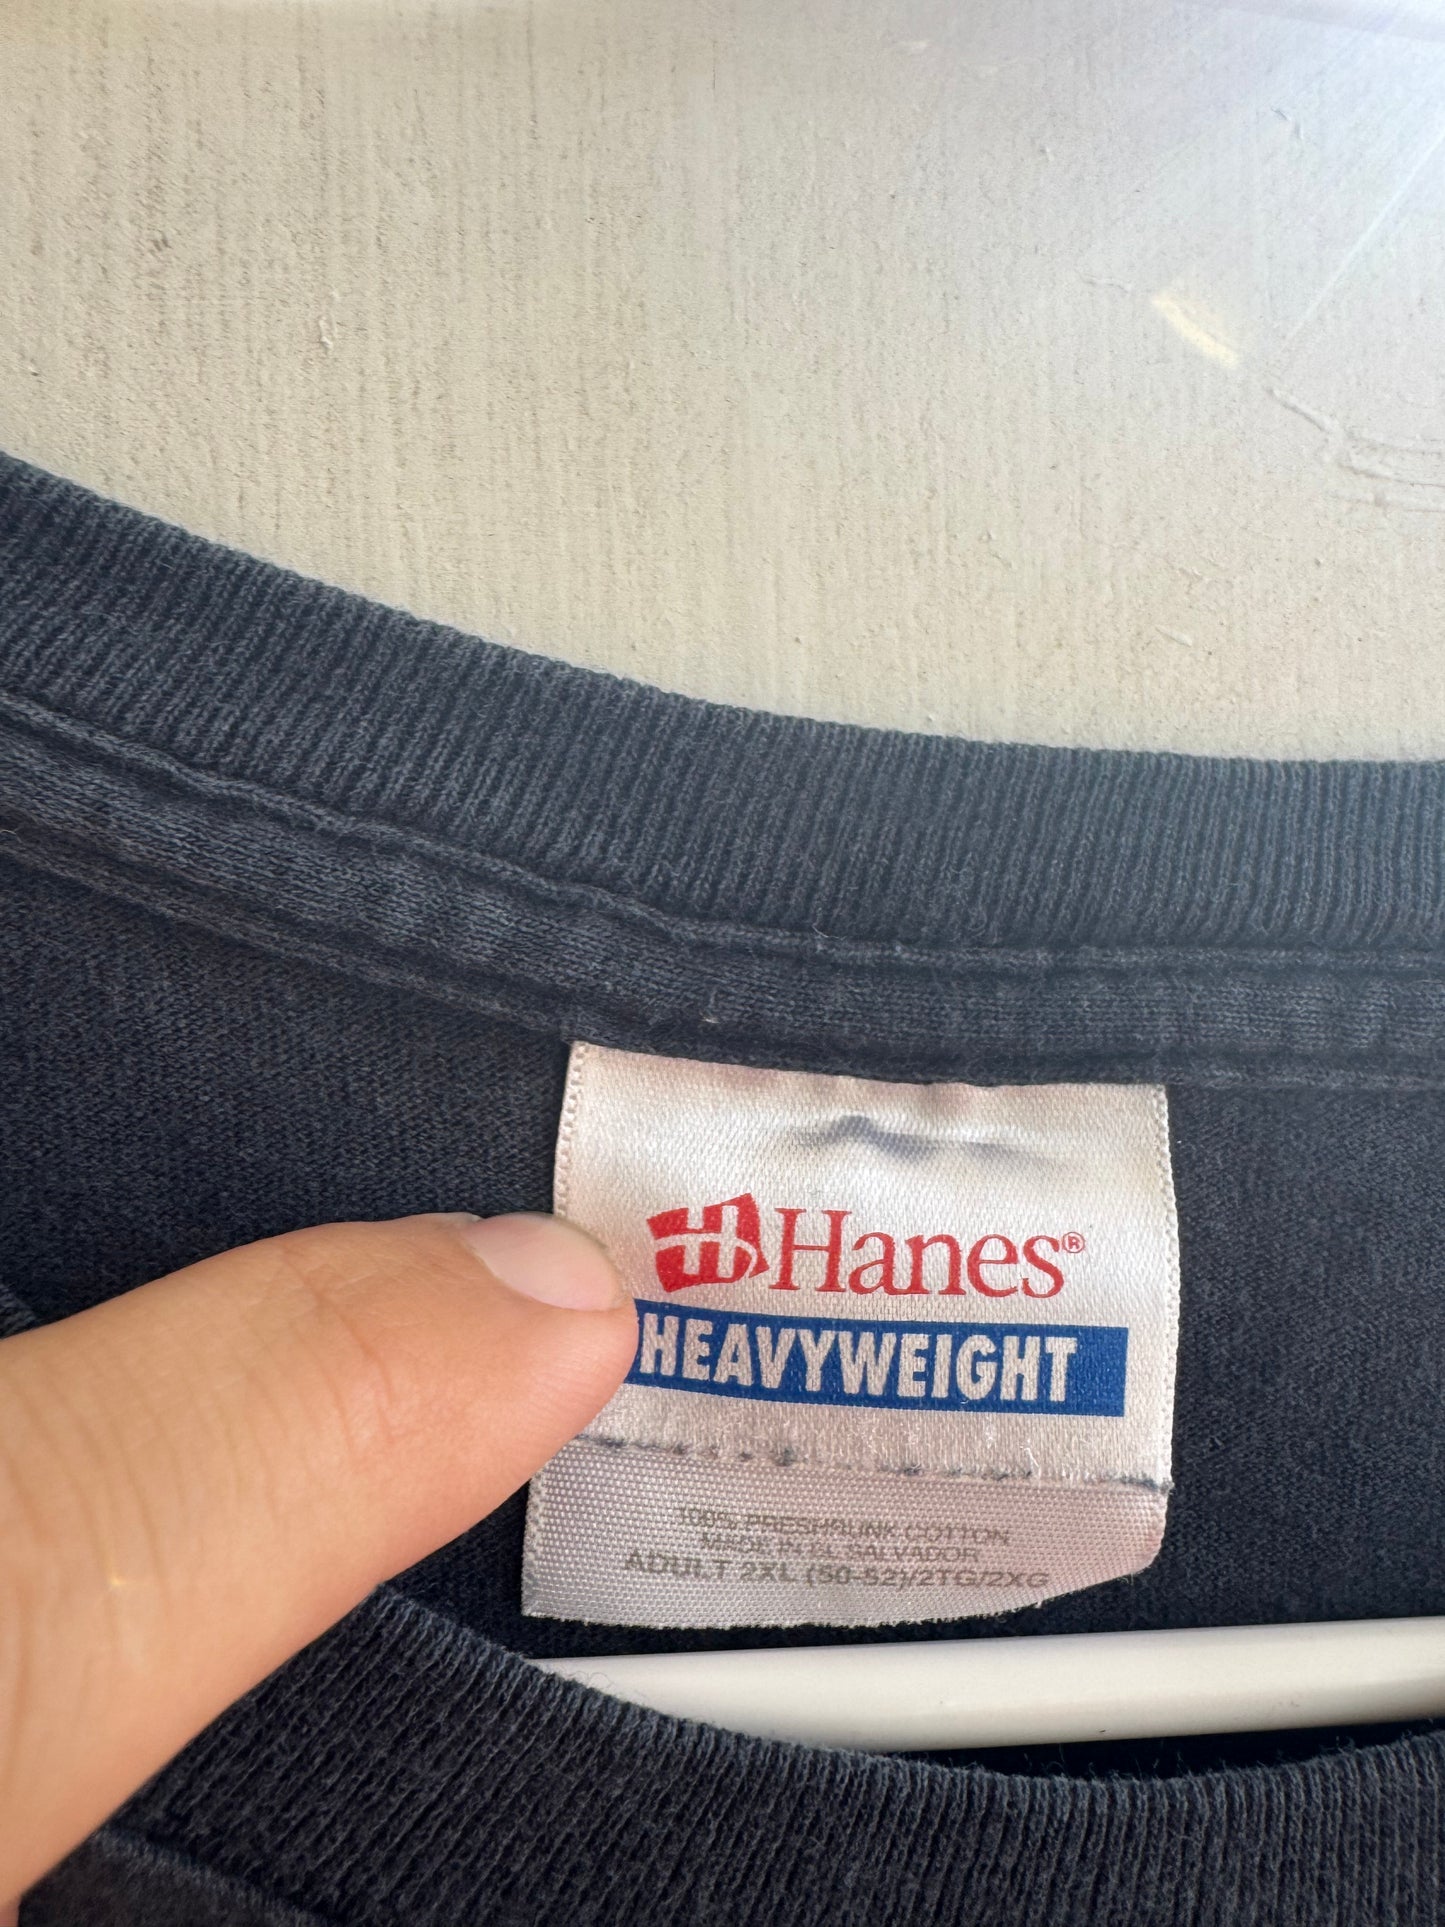 H Hanes®
HEAVYWEIGHT
100% PRESHRUNK COTTON
MADE IN EL SALVADOR
ADULT 2XL (50-52)/2TG/2XG